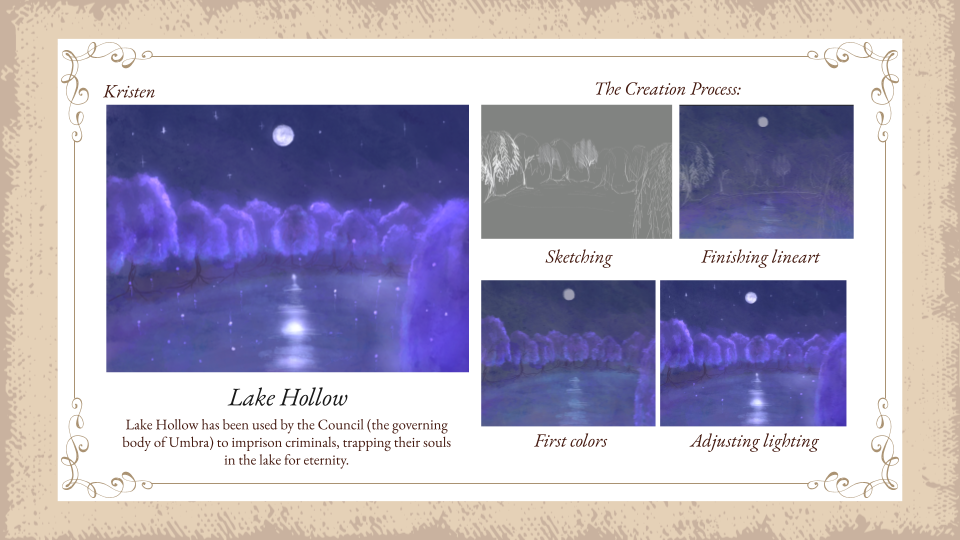 Kristen
Lake Hollow
Lake Hollow has been used by the Council (the governing
body of Umbra) to imprison criminals, trapping their souls
in the lake for eternity.
The Creation Process:
Sketching
Finishing lineart
First colors
Adjusting lighting